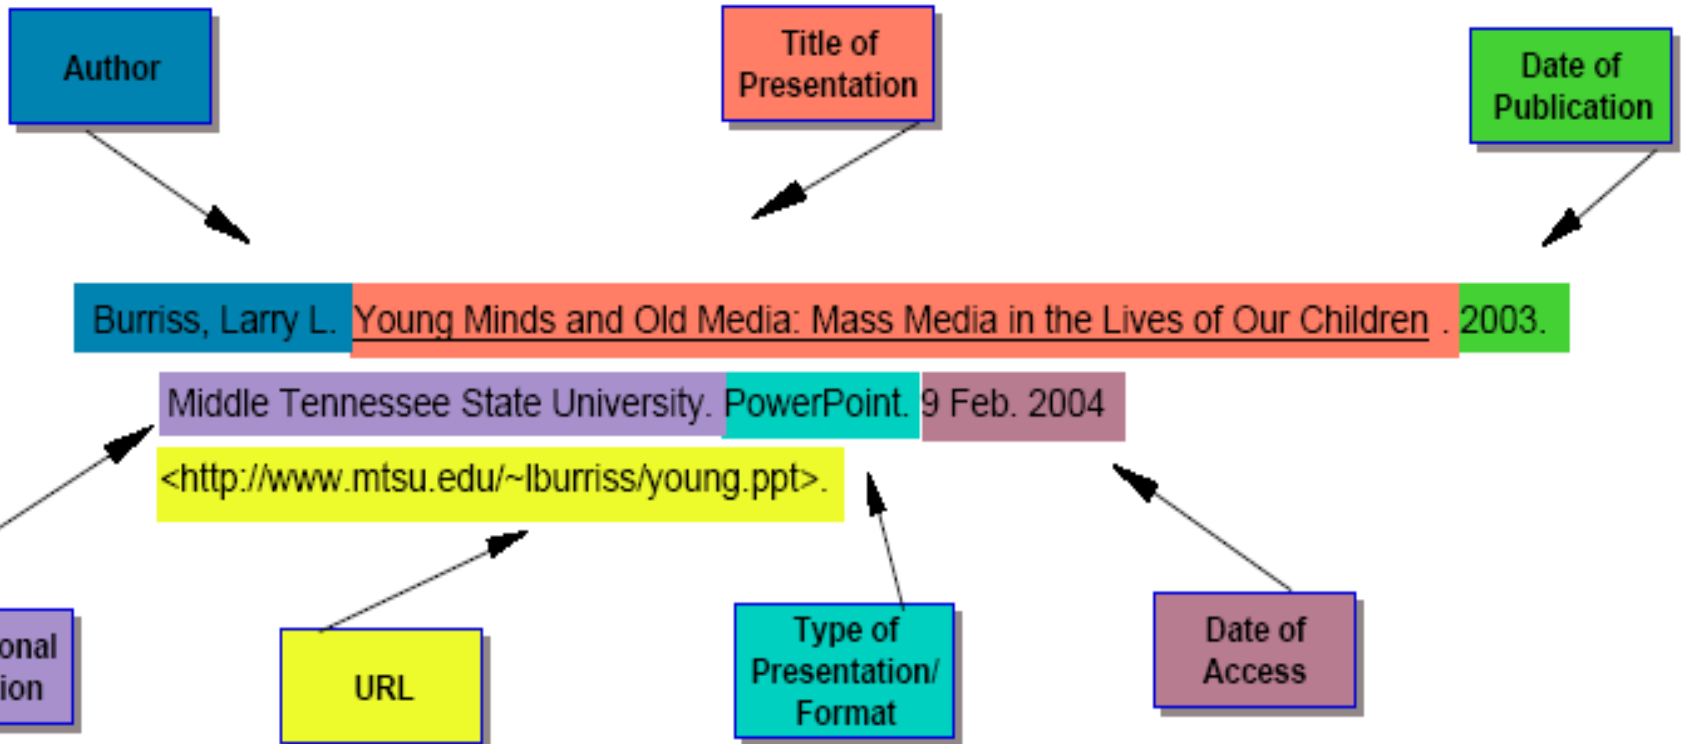 Author
Title of
Presentation
Date of
Publication
Burriss, Larry L. Young Minds and Old Media: Mass Media in the Lives of Our Children . 2003.
Middle Tennessee State University. PowerPoint. 9 Feb. 2004
<http://www.mtsu.edu/~lburriss/young.ppt>.
onal
ion
URL
Type of
Presentation/
Format
Date of
Access